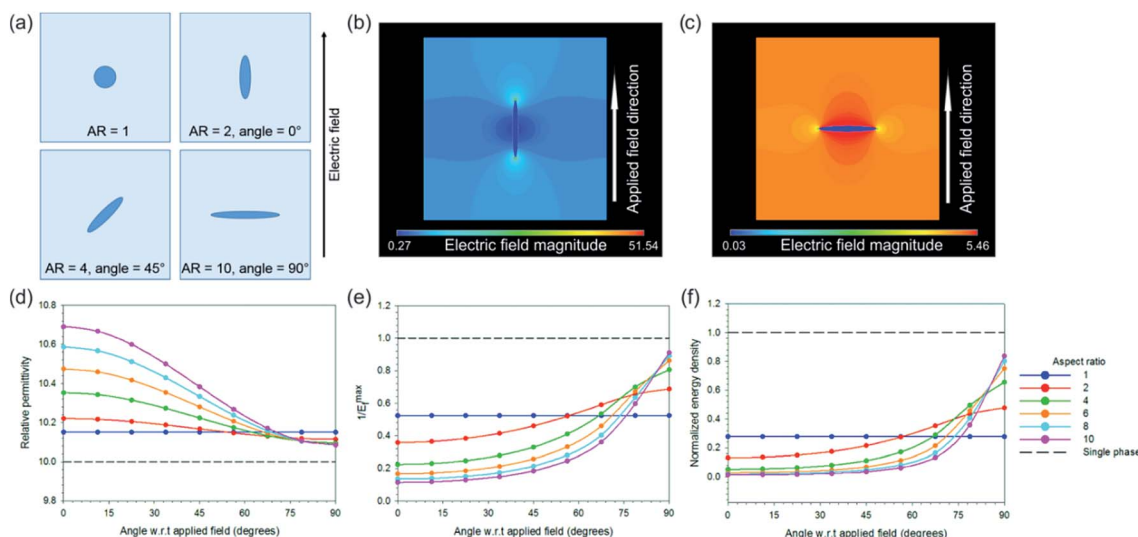 (a)
AR = 1
AR = 2, angle = 0°
AR = 4, angle = 45°
AR = 10, angle = 90°
Electric field
(b)
Applied field direction
0.27 Electric field magnitude 51.54
(c)
Applied field direction
0.03 Electric field magnitude 5.46
(d)
Relative permittivity
10.8
10.6
10.4
10.2
10.0
9.8
0 15 30 45 60 75 90
Angle w.r.t applied field (degrees)
(e)
1/Ef^max
1.2
1.0
0.8
0.6
0.4
0.2
0.0
0 15 30 45 60 75 90
Angle w.r.t applied field (degrees)
(f)
Normalized energy density
1.2
1.0
0.8
0.6
0.4
0.2
0.0
0 15 30 45 60 75 90
Angle w.r.t applied field (degrees)
Aspect ratio
1
2
4
6
8
10
Single phase